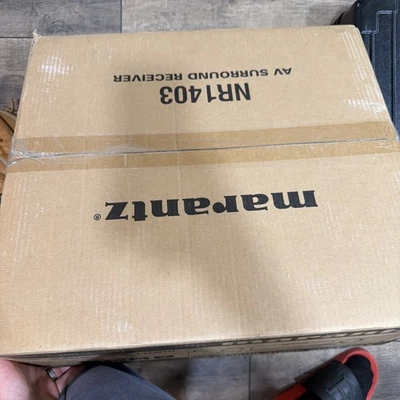 marantz®
NR1403
AV SURROUND RECEIVER